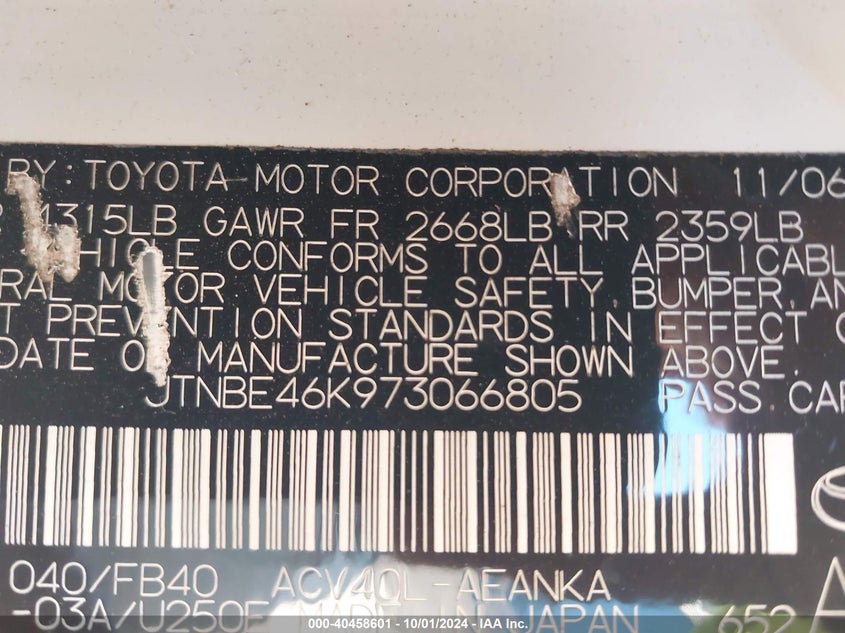 BY: TOYOTA MOTOR CORPORATION 11/06
4315LB GAWR FR 2668LB RR 2359LB
HICLE CONFORMS TO ALL APPLICABL
RAL MOTOR VEHICLE SAFETY, BUMPER, AN
T PREVENTION STANDARDS IN EFFECT O
DATE OF MANUFACTURE SHOWN ABOVE.
JTNBE46K973066805 PASS. CAR
040/FB40 ACV40L-AEANKA A
-03A/U250E MADE IN JAPAN 652
000-40458601 - 10/01/2024 - IAA Inc.